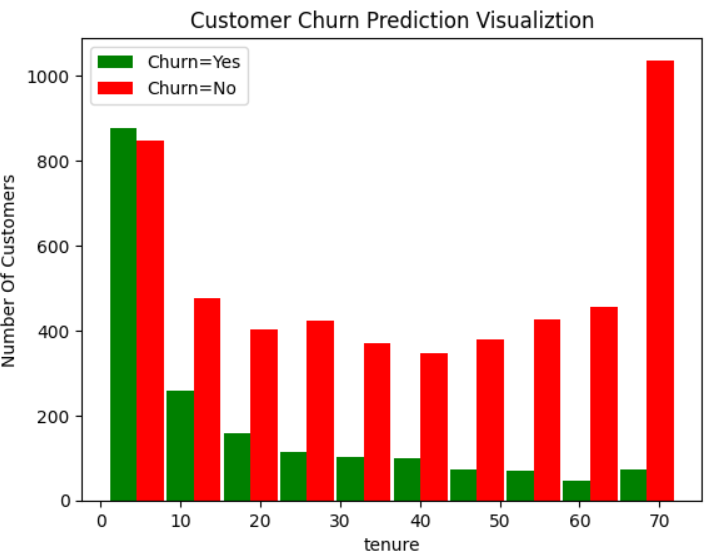 Customer Churn Prediction Visualiztion
Churn=Yes
Churn=No
Number Of Customers
1000
800
600
400
200
0
0 10 20 30 40 50 60 70
tenure